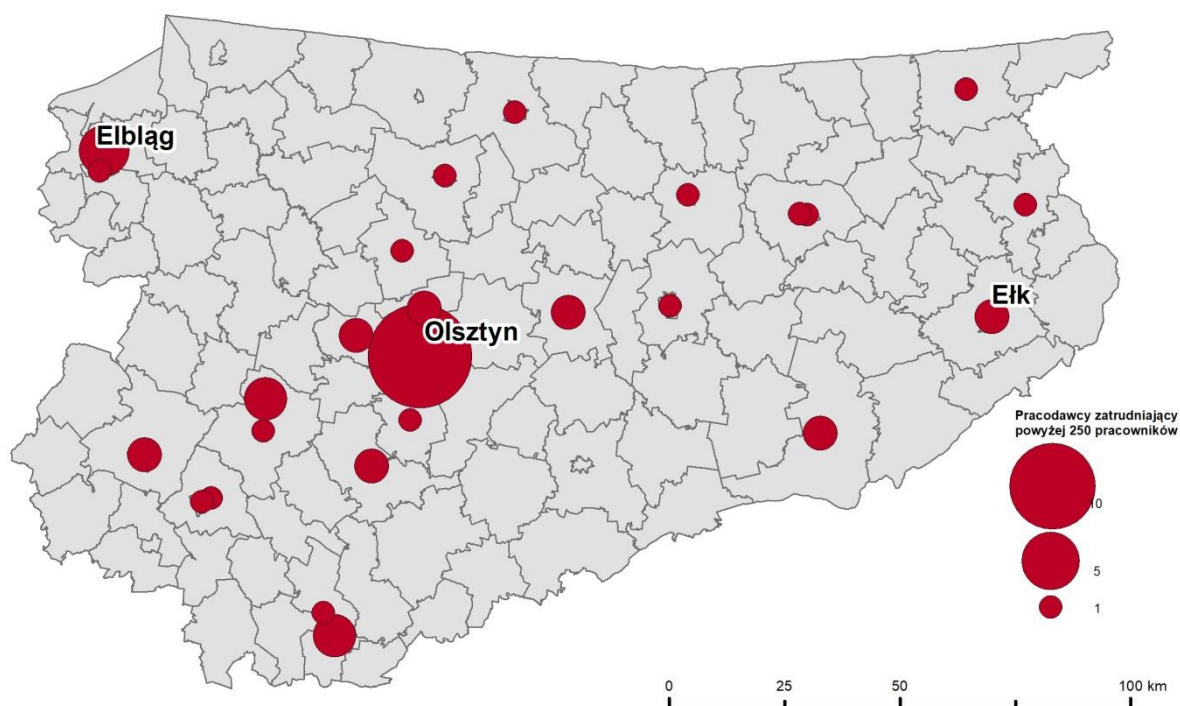 Elbląg
Ełk
Olsztyn
Pracodawcy zatrudniający
powyżej 250 pracowników
10
5
1
0 25 50 100 km